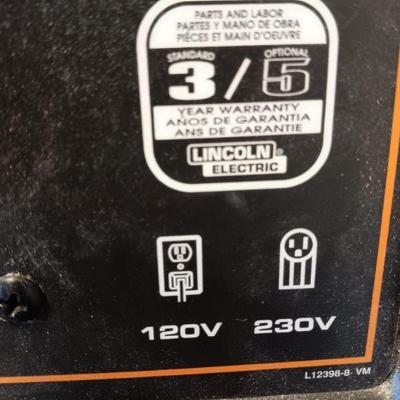 PARTS AND LABOR
PARTES Y MANO DE OBRA
PIÈCES ET MAIN D'OEUVRE
STANDARD OPTIONAL
3/5
YEAR WARRANTY
AÑOS DE GARANTIA
ANS DE GARANTIE
LINCOLN®
ELECTRIC
120V 230V
L12398-8 VM